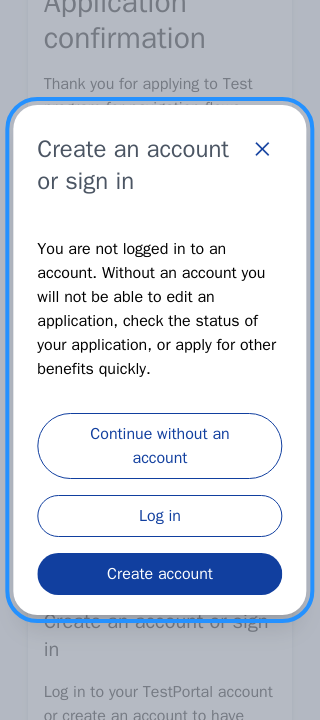 Application
confirmation
Thank you for applying to Test
Create an account
or sign in
You are not logged in to an
account. Without an account you
will not be able to edit an
application, check the status of
your application, or apply for other
benefits quickly.
Continue without an
account
Log in
Create account
Create an account or sign
in
Log in to your TestPortal account
or create an account to have